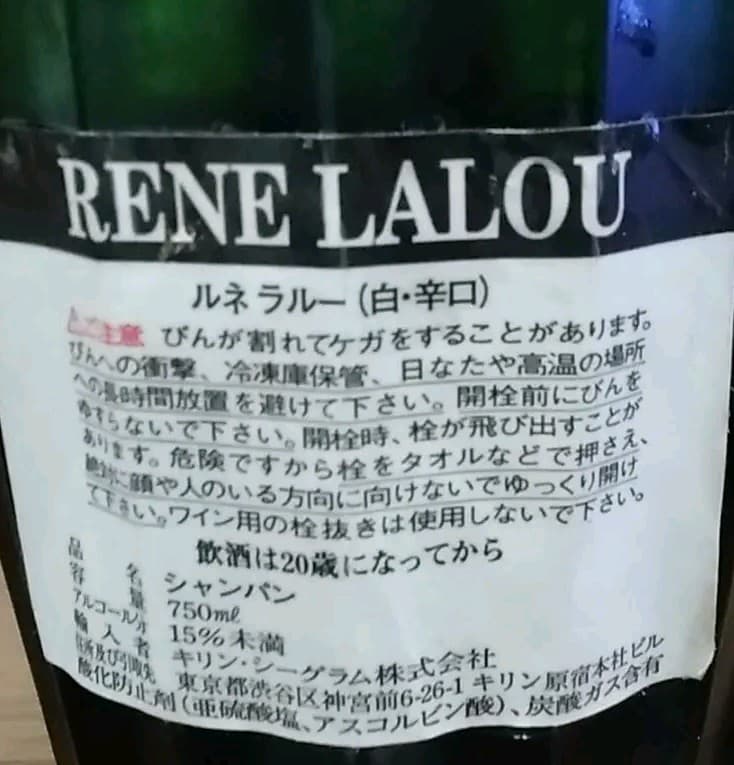 RENE LALOU
ルネ ラルー (白・辛口)
ご注意 びんが割れてケガをすることがあります。
びんへの衝撃、冷凍庫保管、日なたや高温の場所
への長時間放置を避けて下さい。開栓前にびんを
ゆすらないで下さい。開栓時、栓が飛び出すことが
あります。危険ですから栓をタオルなどで押さえ、
絶対に顔や人のいる方向に向けないでゆっくり開け
て下さい。ワイン用の栓抜きは使用しないで下さい。
飲酒は20歳になってから
品名 シャンパン
容量 750mℓ
アルコール分 15%未満
輸入者 キリン・シーグラム株式会社
住所及び引取先 東京都渋谷区神宮前6-26-1 キリン原宿本社ビル
酸化防止剤(亜硫酸塩、アスコルビン酸)、炭酸ガス含有